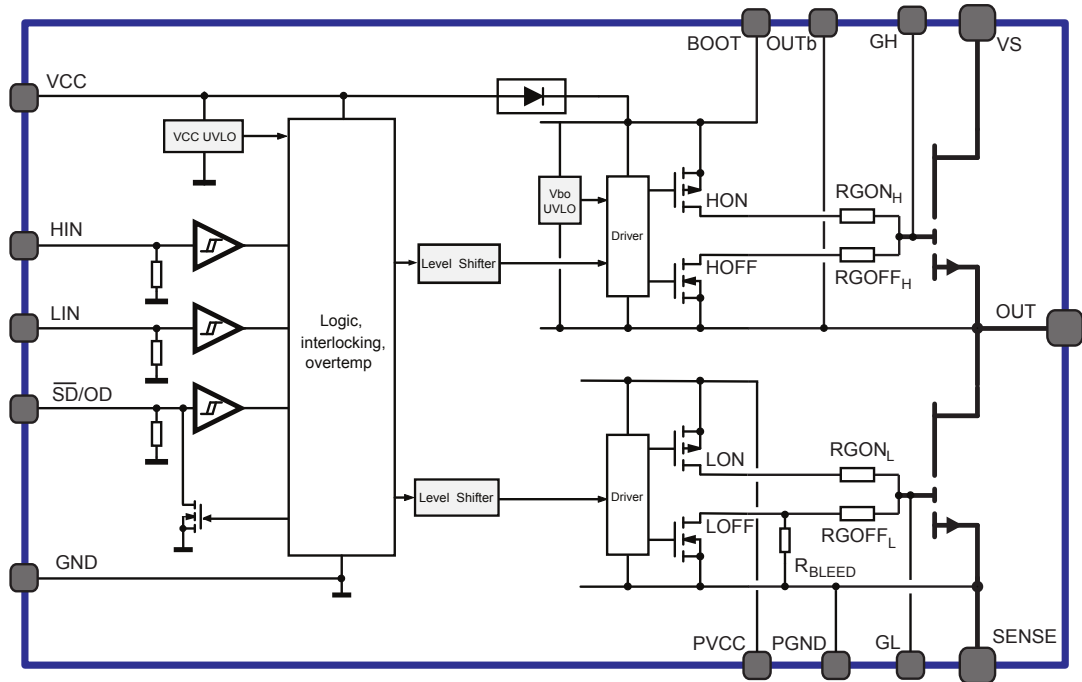 BOOT
OUTb
GH
VS
VCC
VCC UVLO
HIN
LIN
SD/OD
GND
Logic,
interlocking,
overtemp
Level Shifter
Level Shifter
Vbo
UVLO
Driver
HON
HOFF
RGON_H
RGOFF_H
OUT
Driver
LON
LOFF
RGON_L
RGOFF_L
R_BLEED
PVCC
PGND
GL
SENSE